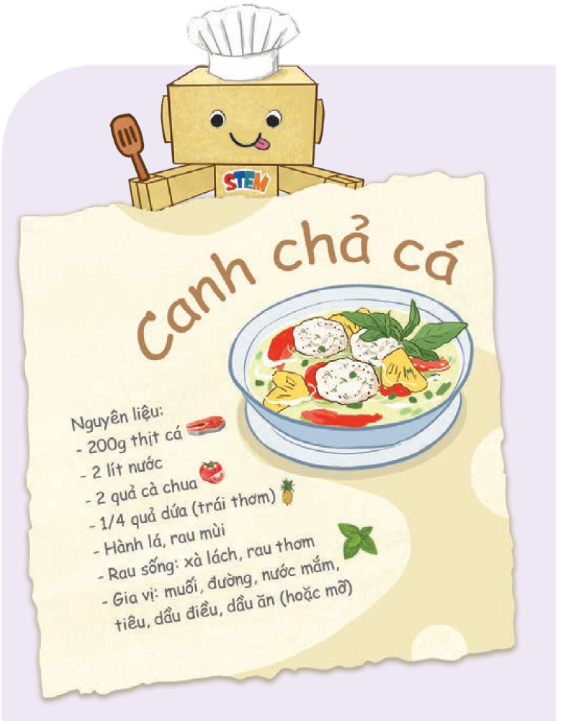 STEM
Canh chả cá
Nguyên liệu:
- 200g thịt cá
- 2 lít nước
- 2 quả cà chua
- 1/4 quả dứa (trái thơm)
- Hành lá, rau mùi
- Rau sống: xà lách, rau thơm
- Gia vị: muối, đường, nước mắm,
tiêu, dầu điều, dầu ăn (hoặc mỡ)